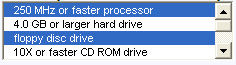 250 MHz or faster processor
4.0 GB or larger hard drive
floppy disc drive
10X or faster CD ROM drive